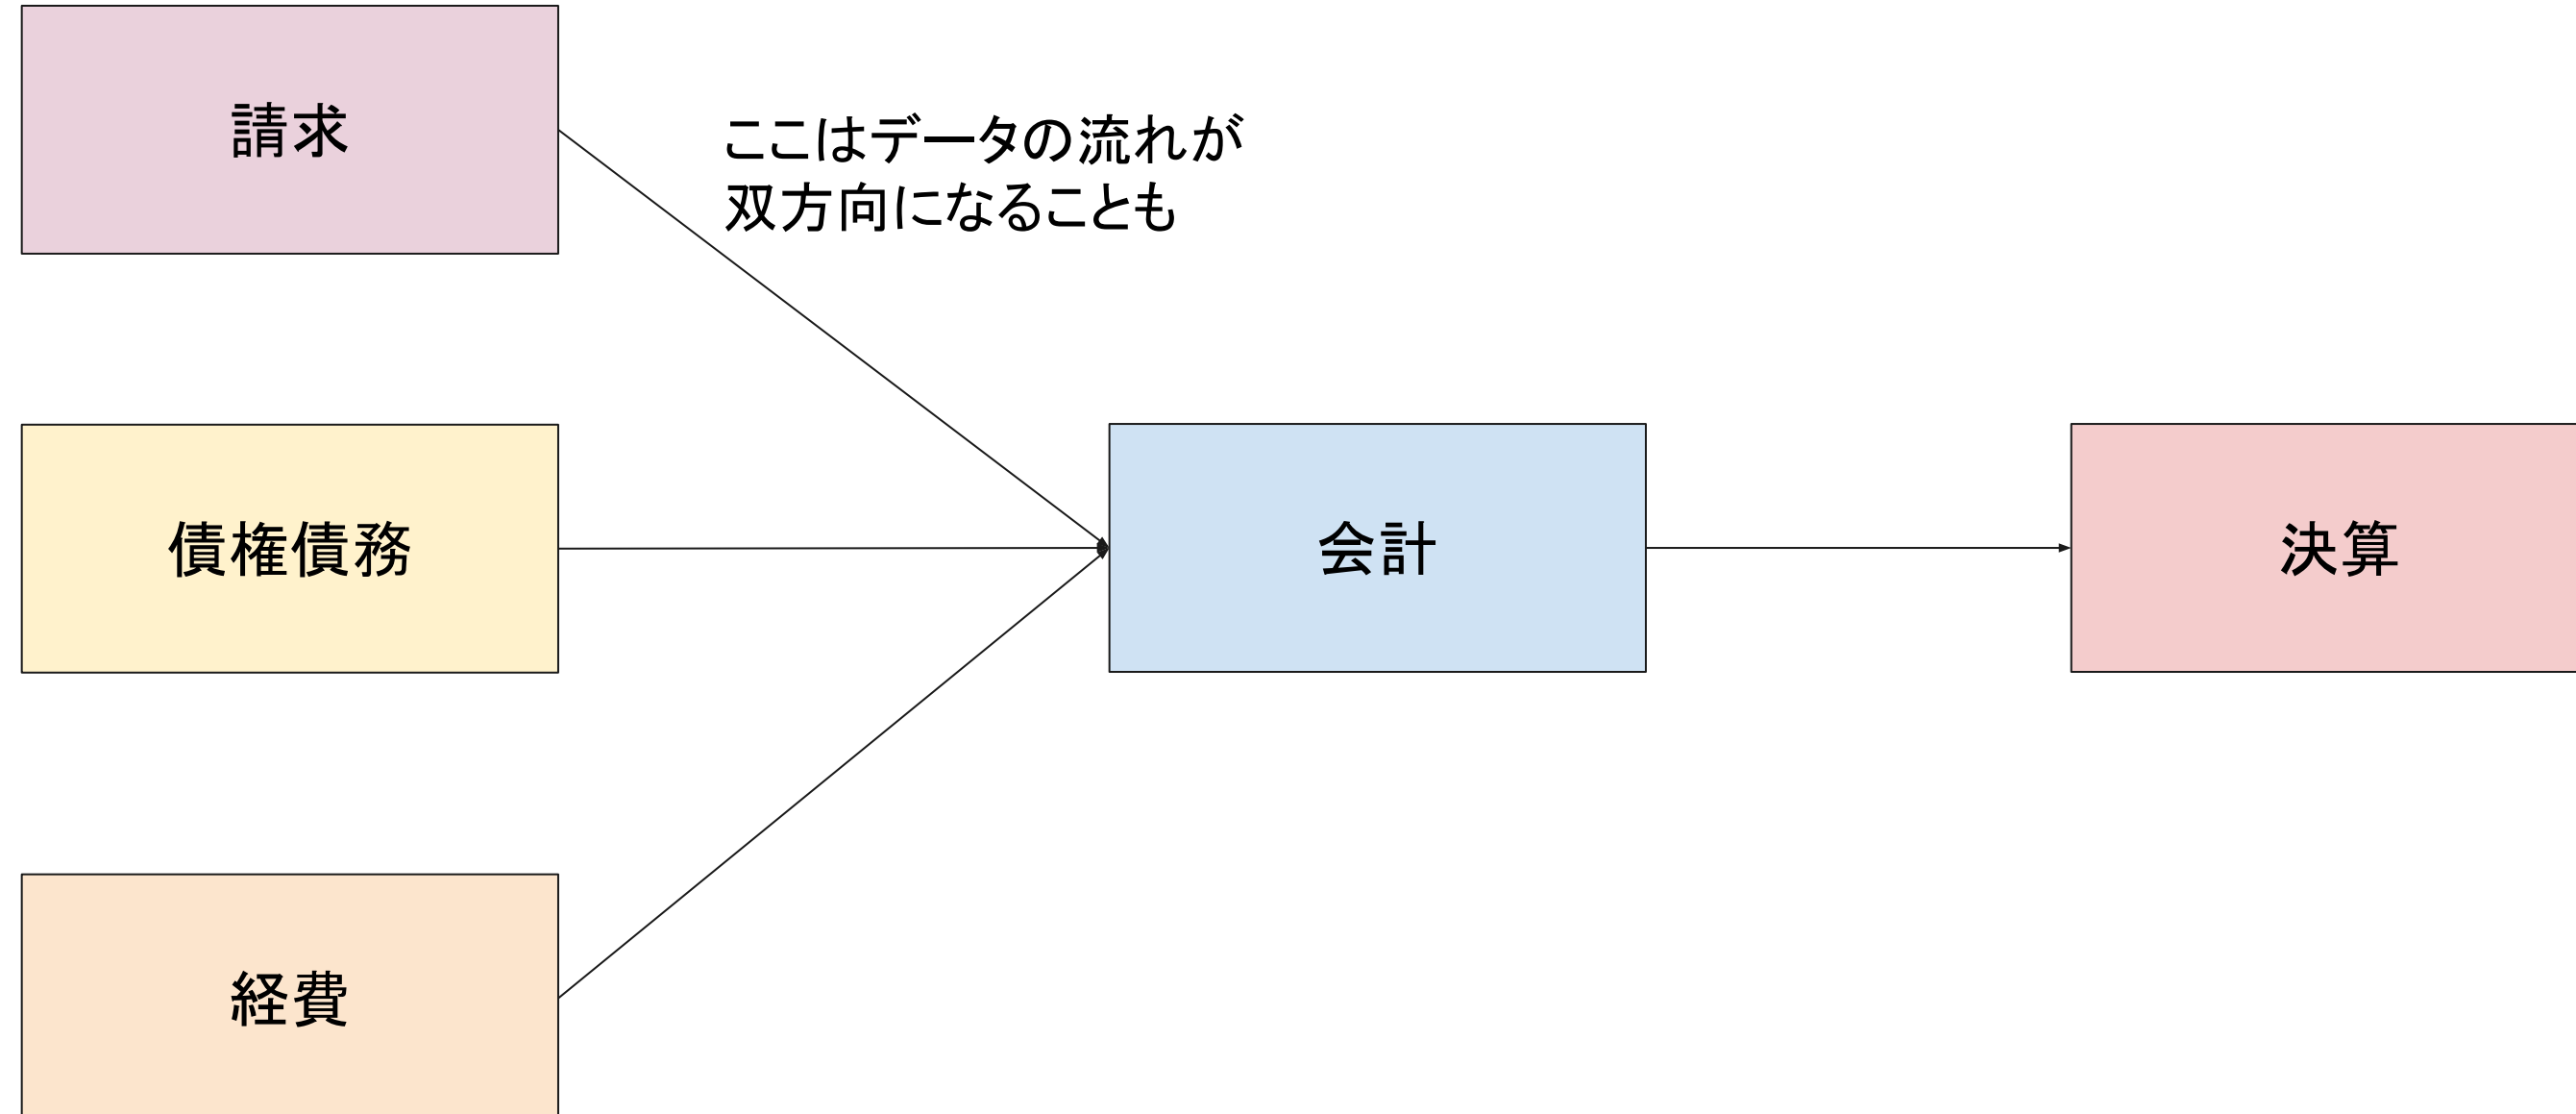 請求
ここはデータの流れが
双方向になることも
債権債務
会計
決算
経費